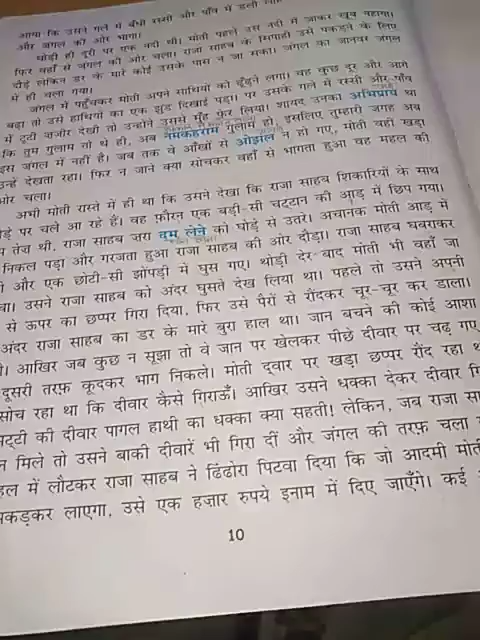 आया कि उसने गले में बँधी रस्सी और पाँव में डली
और जंगल की ओर भागा।
थोड़ी ही दूरी पर एक नदी थी। मोती पहले उस नदी में जाकर खूब नहाया।
फिर वहाँ से जंगल की ओर चला। राजा साहब के सिपाही उसे पकड़ने के लिए
दौड़े लेकिन डर के मारे कोई उसके पास न जा सका। जंगल का जानवर जंगल
में ही चला गया।
जंगल में पहुँचकर मोती अपने साथियों को ढूँढ़ने लगा। वह कुछ दूर और आगे
बढ़ा तो उसे हाथियों का एक झुंड दिखाई पड़ा। पर उसके गले में रस्सी और पाँव
में टूटी जंजीर देखी तो उन्होंने उससे मुँह फेर लिया। शायद उनका अभिप्राय था
कि तुम गुलाम तो थे ही, अब नमकहराम गुलाम हो, इसलिए तुम्हारी जगह अब
इस जंगल में नहीं है। जब तक वे आँखों से ओझल न हो गए, मोती वहीं खड़ा
उन्हें देखता रहा। फिर न जाने क्या सोचकर वहाँ से भागता हुआ वह महल की
ओर चला।
अभी मोती रास्ते में ही था कि उसने देखा कि राजा साहब शिकारियों के साथ
ड़े पर चले आ रहे हैं। वह फ़ौरन एक बड़ी-सी चट्टान की आड़ में छिप गया।
प तेज थी, राजा साहब जरा दम लेने को घोड़े से उतरे। अचानक मोती आड़ में
निकल पड़ा और गरजता हुआ राजा साहब की ओर दौड़ा। राजा साहब घबराकर
और एक छोटी-सी झोंपड़ी में घुस गए। थोड़ी देर-बाद मोती भी वहाँ जा
चा। उसने राजा साहब को अंदर घुसते देख लिया था। पहले तो उसने अपनी
से ऊपर का छप्पर गिरा दिया, फिर उसे पैरों से रौंदकर चूर-चूर कर डाला।
अंदर राजा साहब का डर के मारे बुरा हाल था। जान बचने की कोई आशा
ी। आखिर जब कुछ न सूझा तो वे जान पर खेलकर पीछे दीवार पर चढ़ गए
दूसरी तरफ़ कूदकर भाग निकले। मोती दुवार पर खड़ा छप्पर रौंद रहा थ
सोच रहा था कि दीवार कैसे गिराऊँ। आखिर उसने धक्का देकर दीवार गि
ट्टी की दीवार पागल हाथी का धक्का क्या सहती! लेकिन, जब राजा सा
न मिले तो उसने बाकी दीवारें भी गिरा दीं और जंगल की तरफ़ चला
हल में लौटकर राजा साहब ने ढिंढोरा पिटवा दिया कि जो आदमी मोती
पकड़कर लाएगा, उसे एक हजार रुपये इनाम में दिए जाएँगे। कई
10